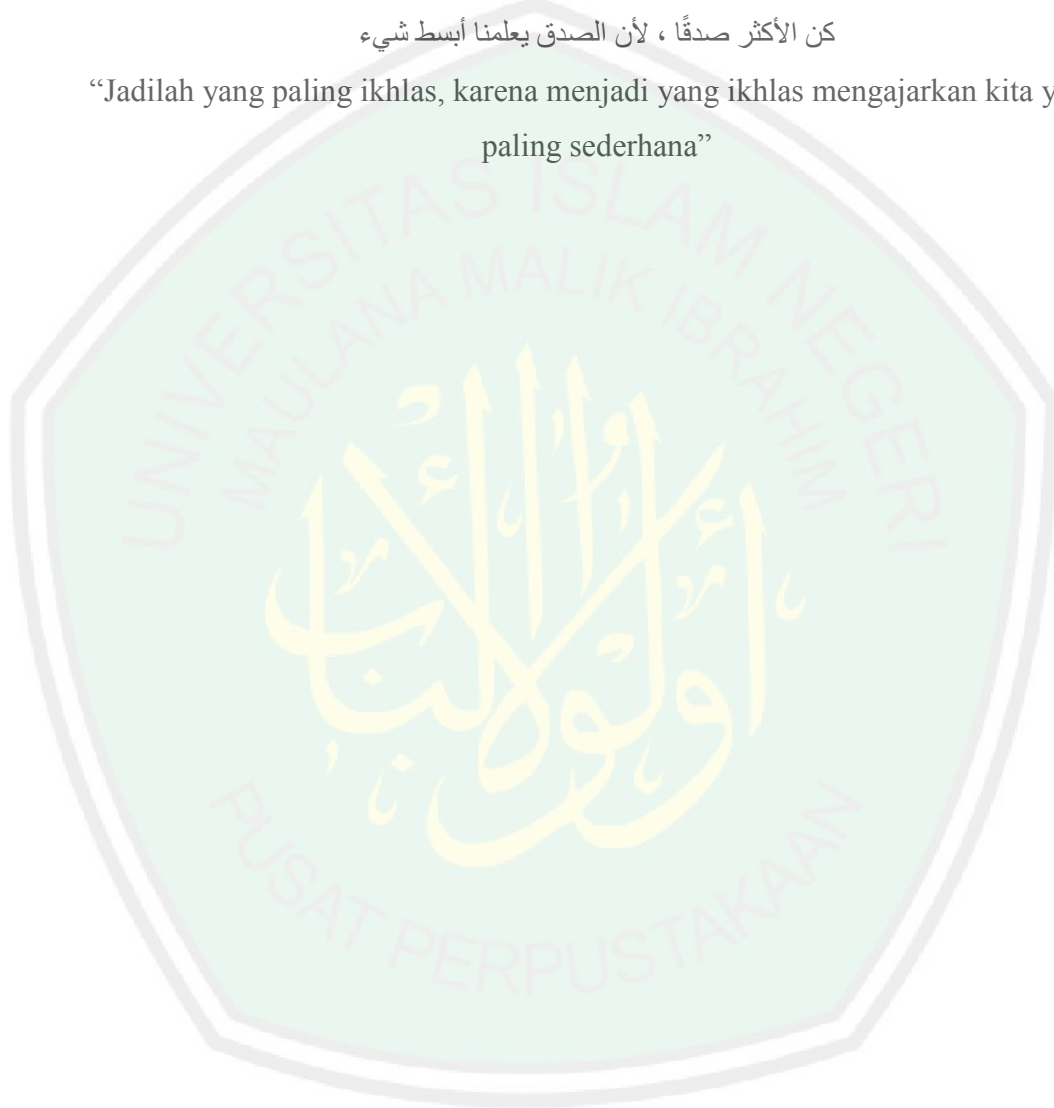 كن الأكثر صدقًا ، لأن الصدق يعلمنا أبسط شيء
“Jadilah yang paling ikhlas, karena menjadi yang ikhlas mengajarkan kita y
paling sederhana”
UNIVERSITAS ISLAM NEGERI
MAULANA MALIK IBRAHIM
أولوا الألباب
PUSAT PERPUSTAKAAN